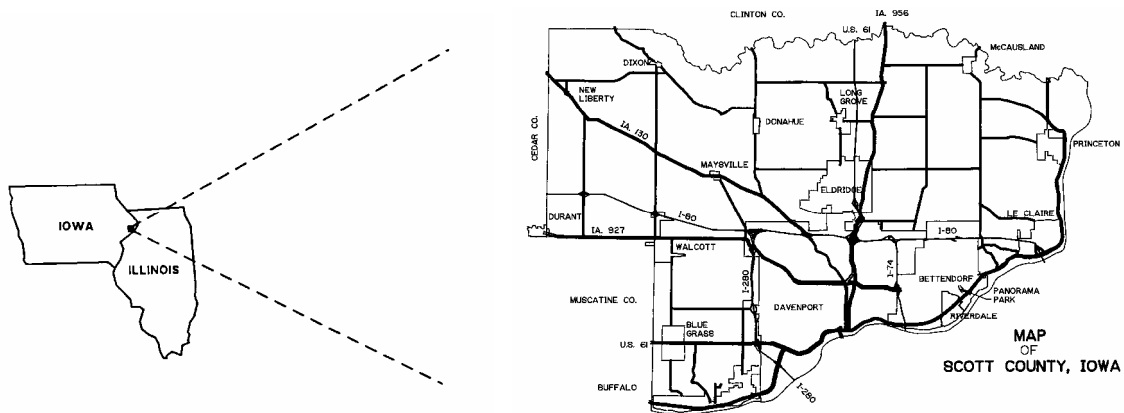 IOWA
ILLINOIS
CLINTON CO.
IA. 956
U.S. 61
McCAUSLAND
DIXON
NEW
LIBERTY
LONG
GROVE
DONAHUE
IA. 130
CEDAR CO.
PRINCETON
MAYSVILLE
ELDRIDGE
DURANT
I-80
LE CLAIRE
IA. 927
I-80
WALCOTT
I-280
I-74
BETTENDORF
PANORAMA
PARK
MUSCATINE CO.
DAVENPORT
RIVERDALE
BLUE
GRASS
U.S. 61
MAP
OF
SCOTT COUNTY, IOWA
I-280
BUFFALO